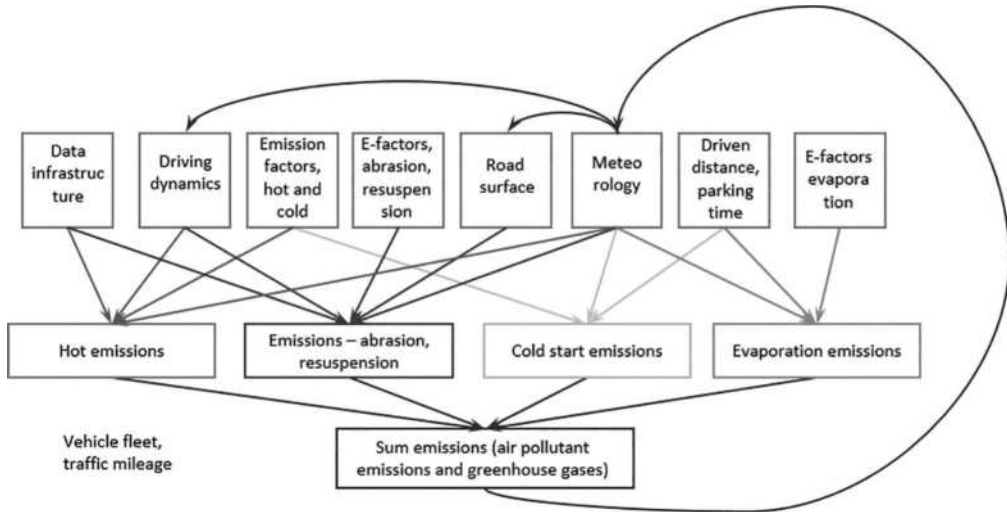 Data
infrastruc
ture
Driving
dynamics
Emission
factors,
hot and
cold
E-factors,
abrasion,
resuspen
sion
Road
surface
Meteo
rology
Driven
distance,
parking
time
E-factors
evapora
tion
Hot emissions
Emissions – abrasion,
resuspension
Cold start emissions
Evaporation emissions
Vehicle fleet,
traffic mileage
Sum emissions (air pollutant
emissions and greenhouse gases)